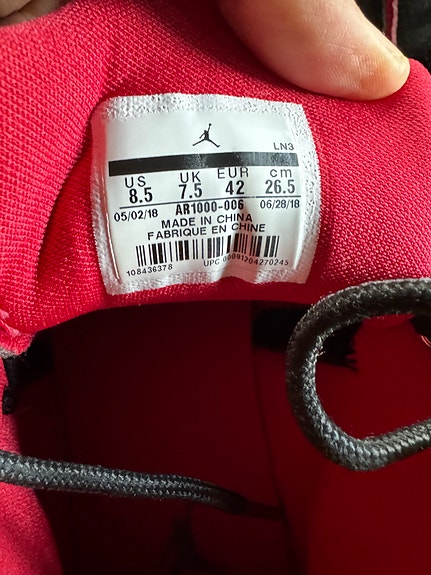 LN3
US UK EUR cm
8.5 7.5 42 26.5
05/02/18 AR1000-006 06/28/18
MADE IN CHINA
FABRIQUE EN CHINE
108436378 UPC 00091204270245